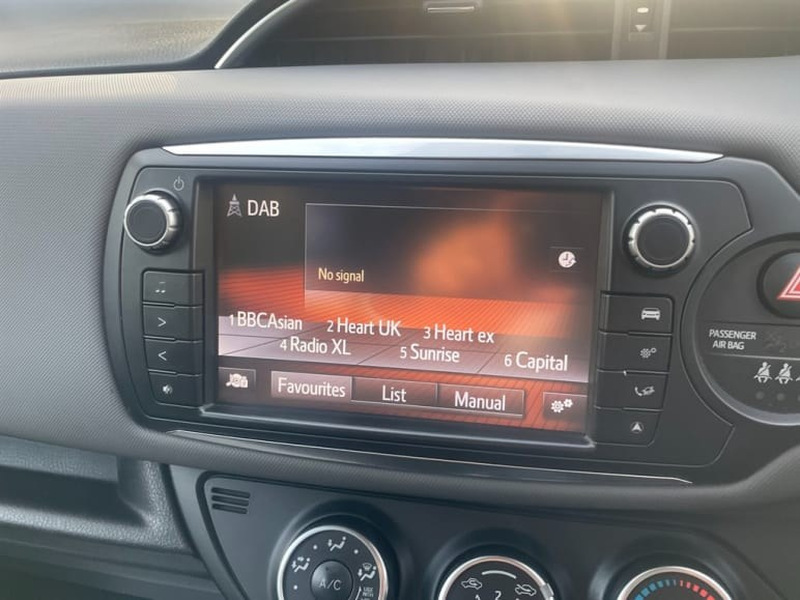 DAB
No signal
1 BBCAsian 2 Heart UK 3 Heart ex
4 Radio XL 5 Sunrise 6 Capital
Favourites List Manual
PASSENGER
AIR BAG
A/C
2